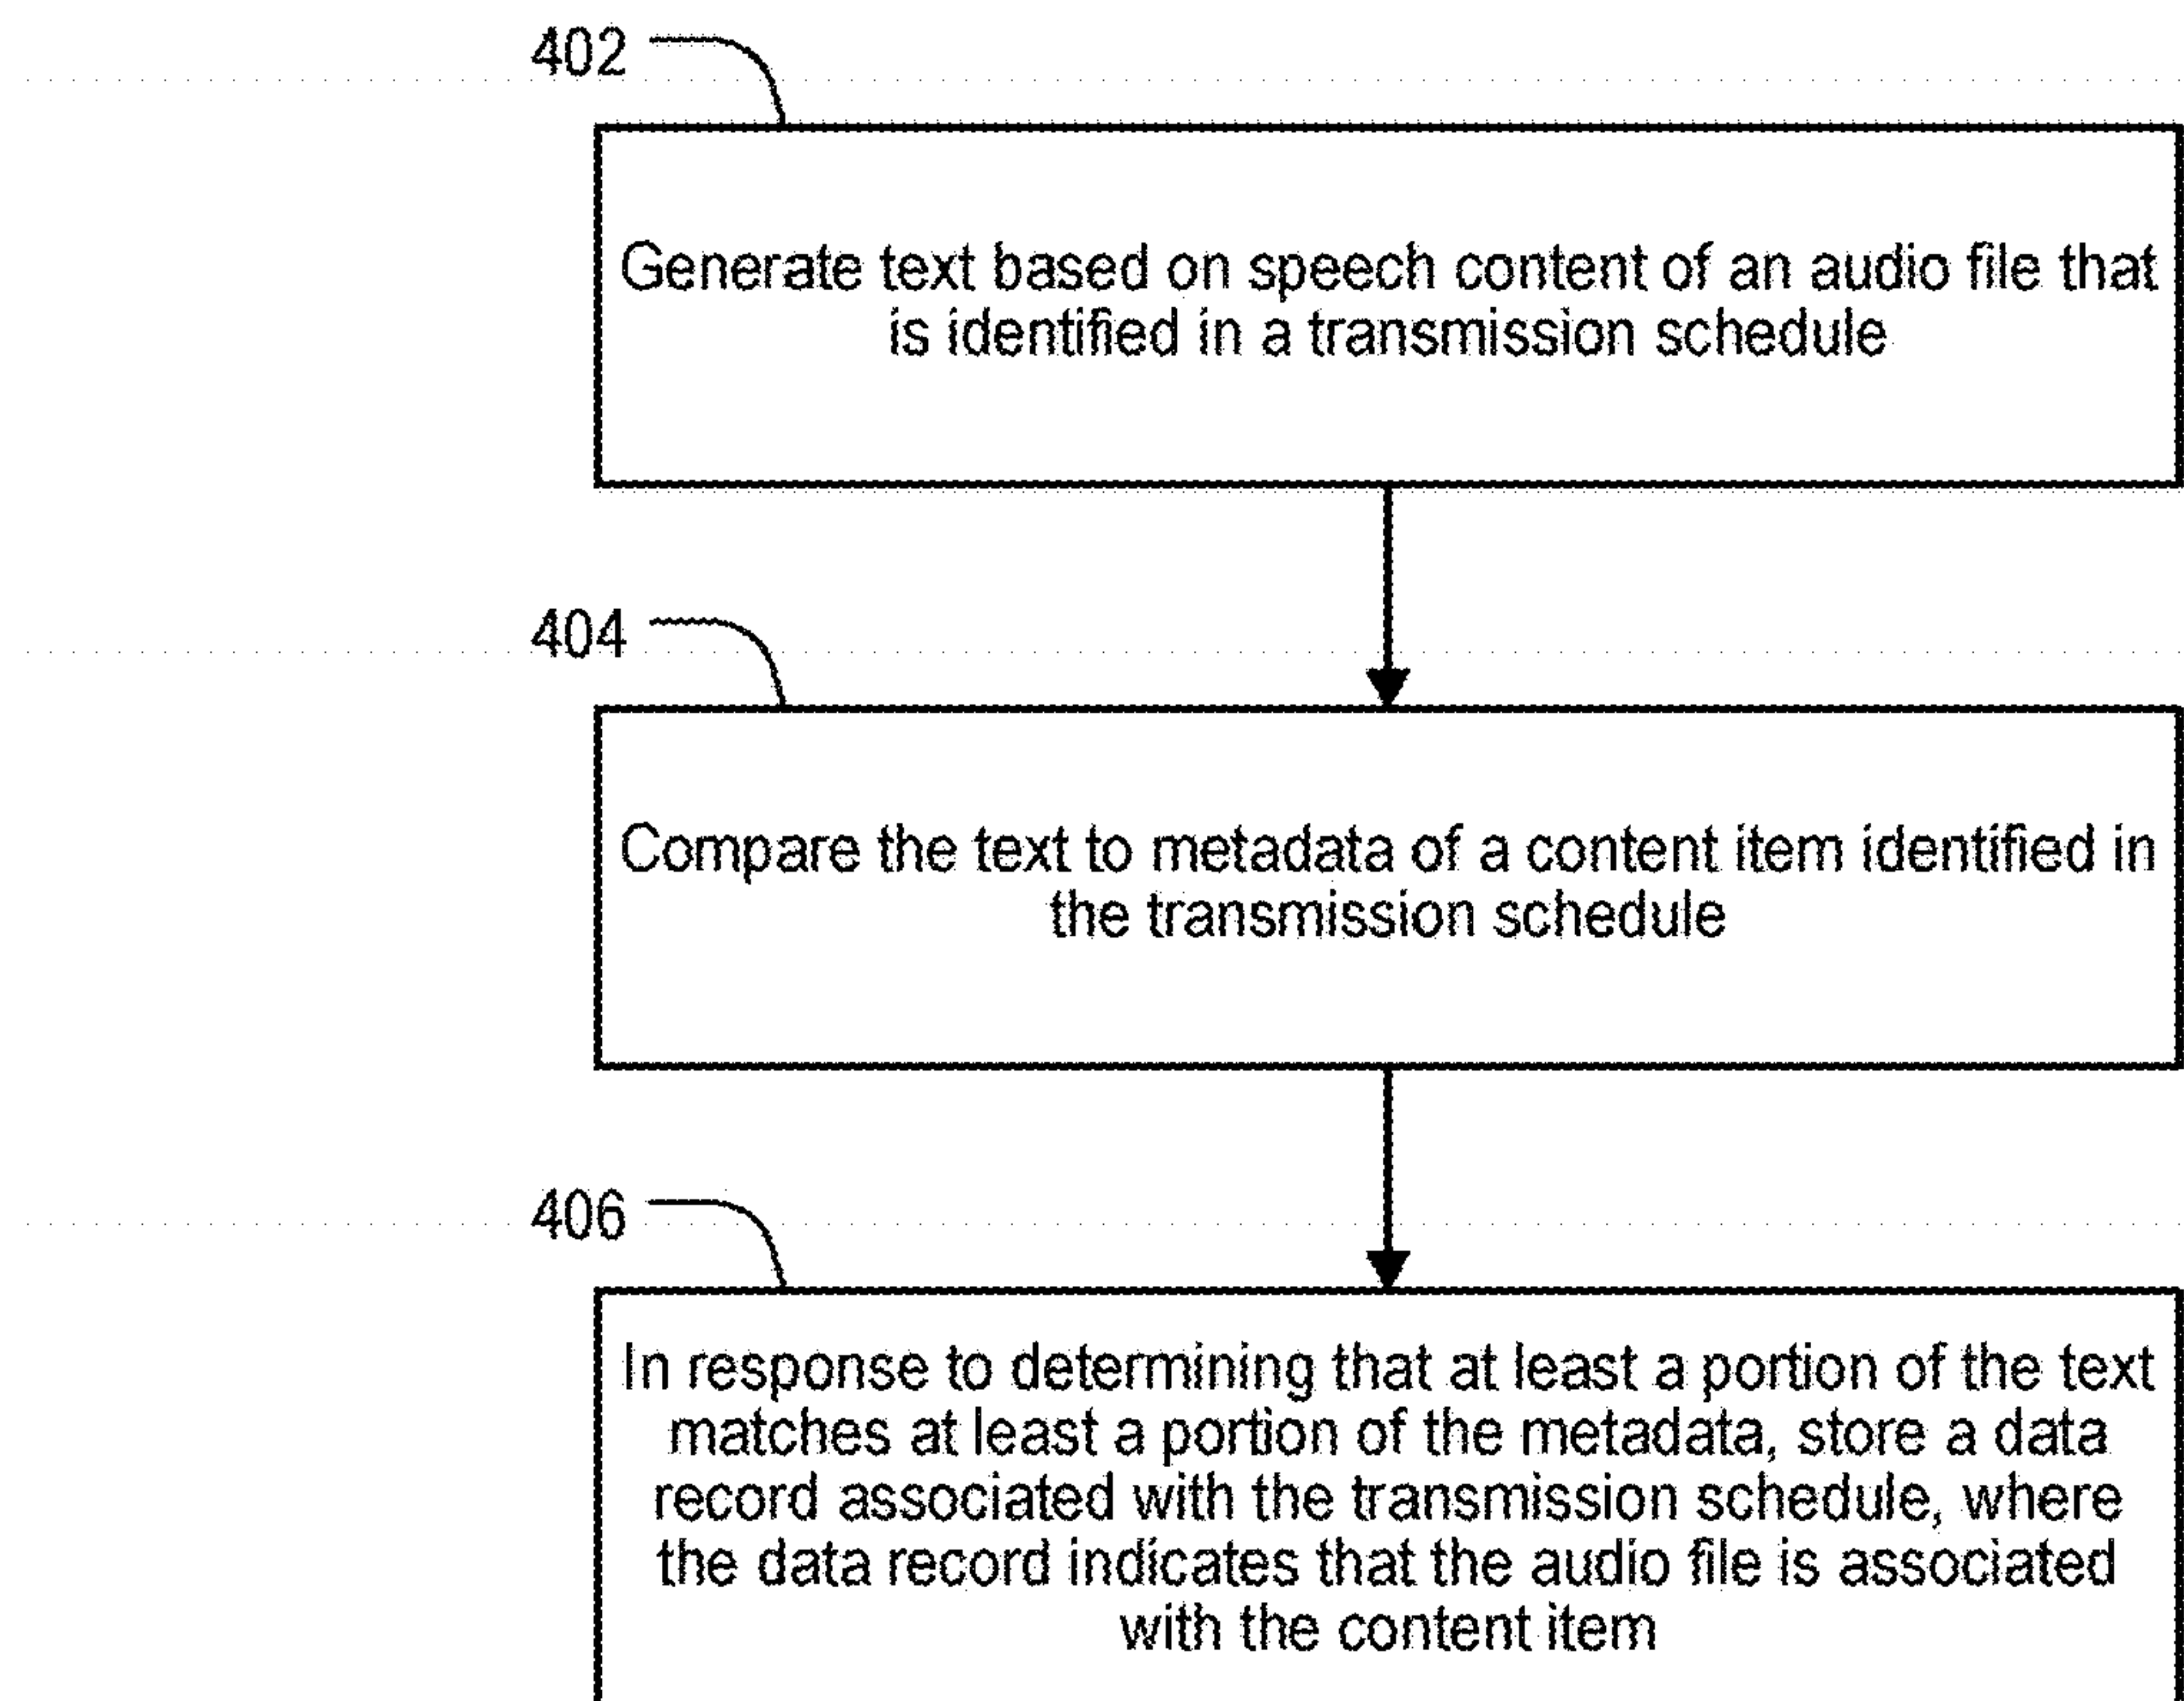 402
Generate text based on speech content of an audio file that
is identified in a transmission schedule
404
Compare the text to metadata of a content item identified in
the transmission schedule
406
In response to determining that at least a portion of the text
matches at least a portion of the metadata, store a data
record associated with the transmission schedule, where
the data record indicates that the audio file is associated
with the content item